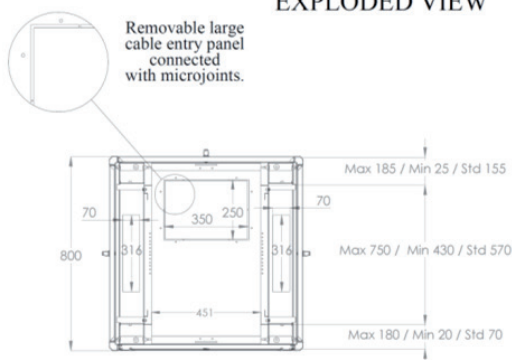 EXPLODED VIEW
Removable large
cable entry panel
connected
with microjoints.
Max 185 / Min 25 / Std 155
70
70
350
250
316
316
800
Max 750 / Min 430 / Std 570
451
Max 180 / Min 20 / Std 70